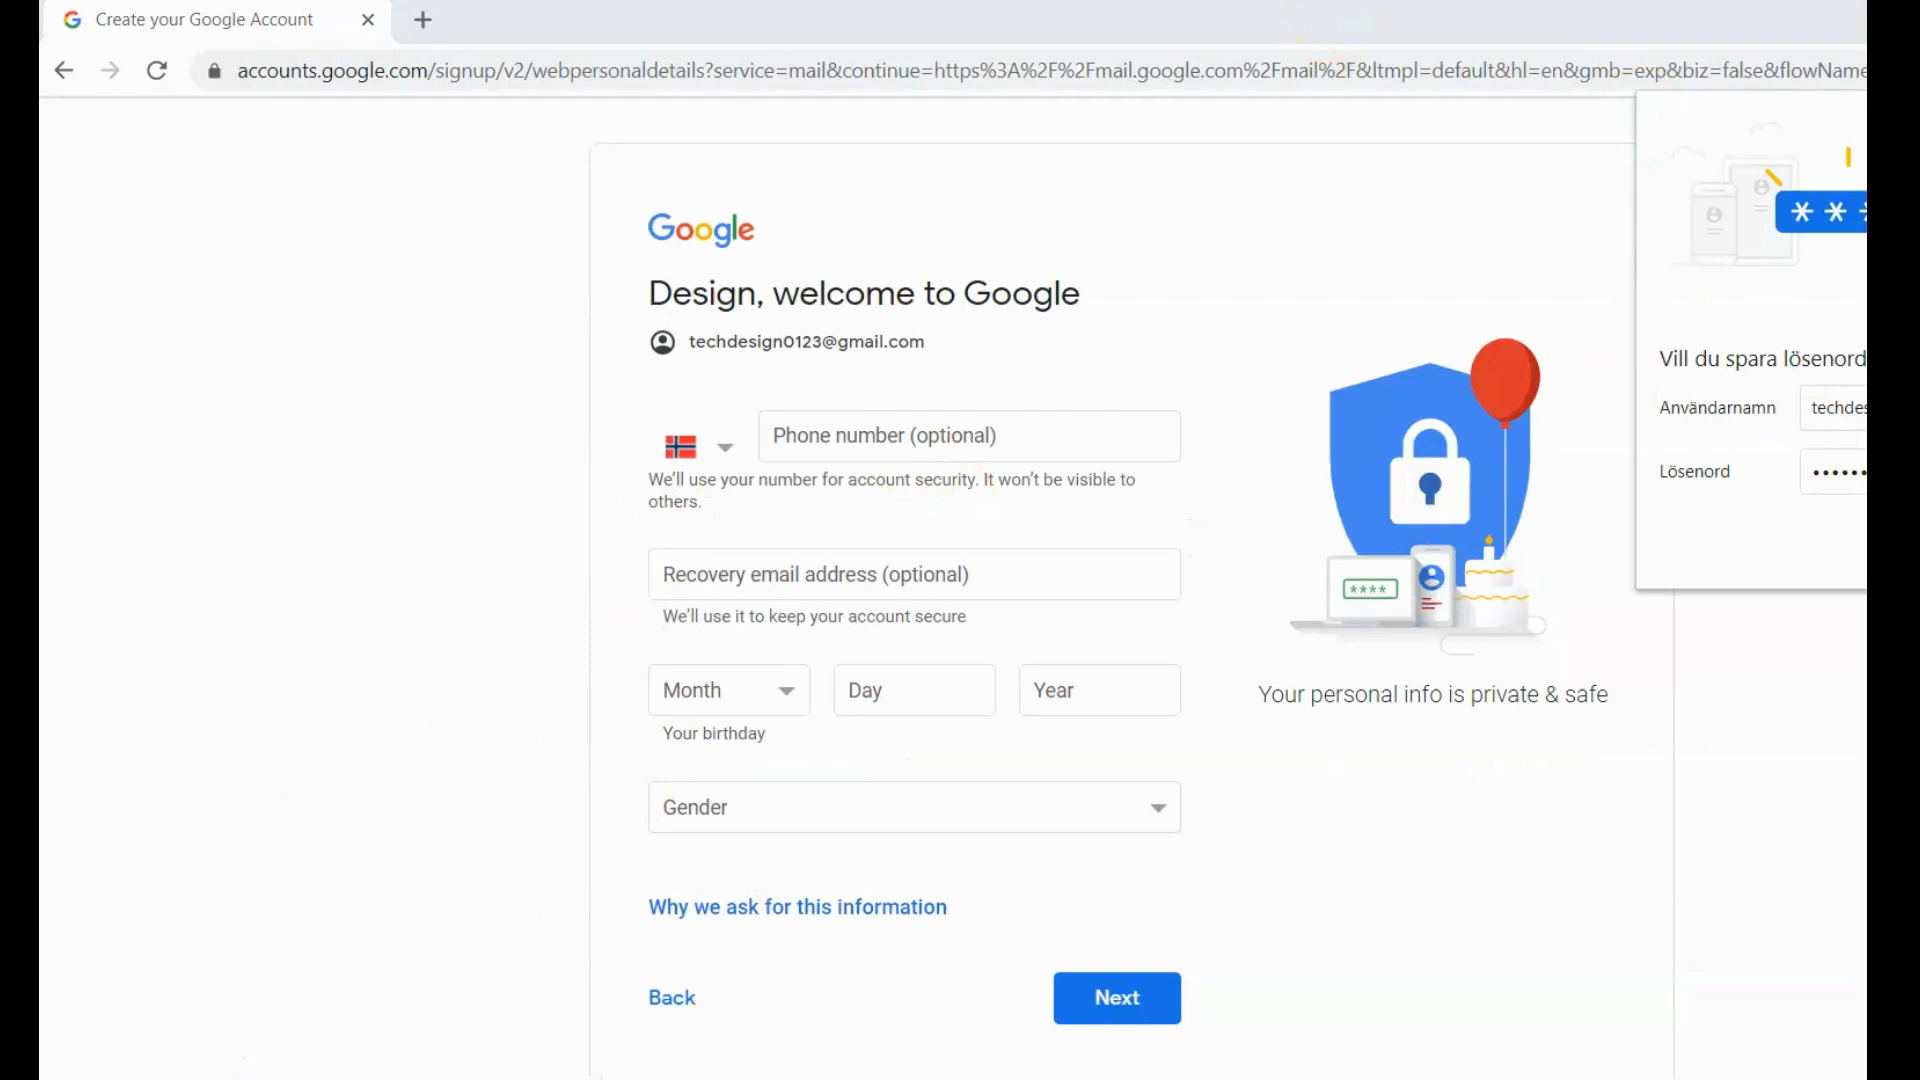 Create your Google Account
accounts.google.com/signup/v2/webpersonaldetails?service=mail&continue=https%3A%2F%2Fmail.google.com%2Fmail%2F&ltmpl=default&hl=en&gmb=exp&biz=false&flowName
Google
Design, welcome to Google
techdesign0123@gmail.com
Phone number (optional)
We'll use your number for account security. It won't be visible to
others.
Recovery email address (optional)
We'll use it to keep your account secure
Month
Day
Year
Your birthday
Gender
Why we ask for this information
Back
Next
****
Your personal info is private & safe
Vill du spara lösenord
Användarnamn
techdes
Lösenord